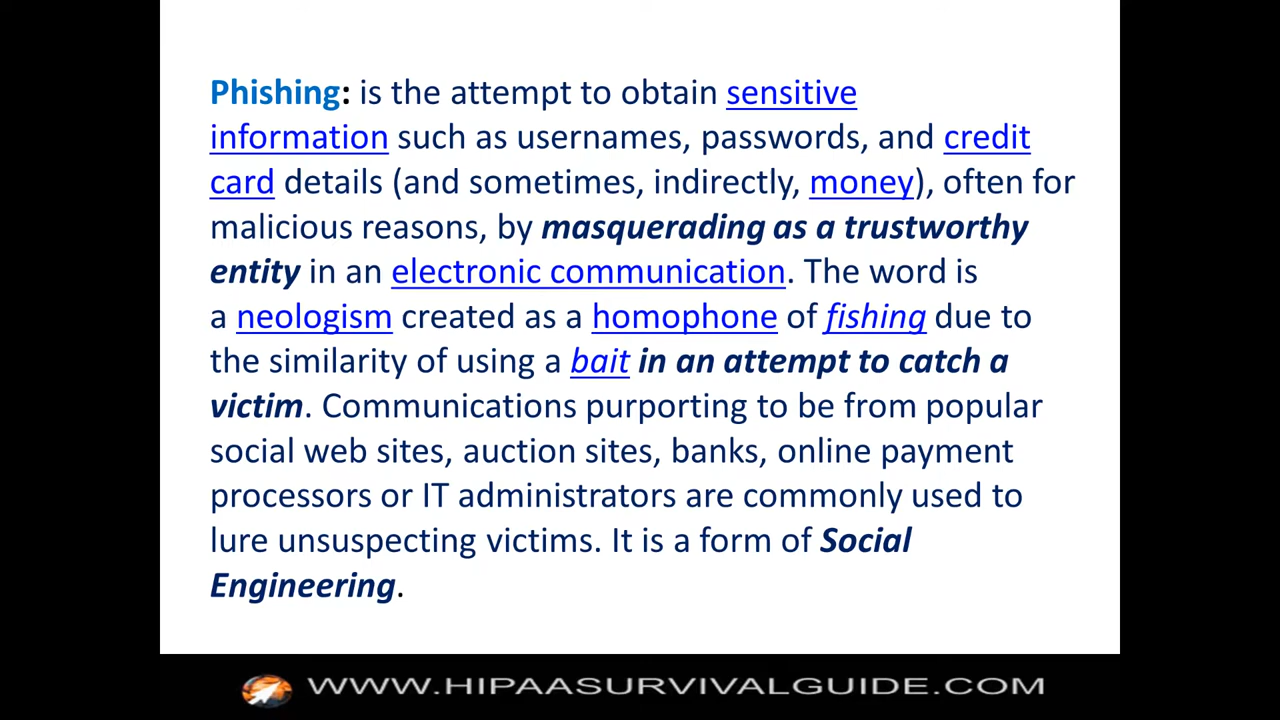 Phishing: is the attempt to obtain sensitive
information such as usernames, passwords, and credit
card details (and sometimes, indirectly, money), often for
malicious reasons, by masquerading as a trustworthy
entity in an electronic communication. The word is
a neologism created as a homophone of fishing due to
the similarity of using a bait in an attempt to catch a
victim. Communications purporting to be from popular
social web sites, auction sites, banks, online payment
processors or IT administrators are commonly used to
lure unsuspecting victims. It is a form of Social
Engineering.
WWW.HIPAASURVIVALGUIDE.COM